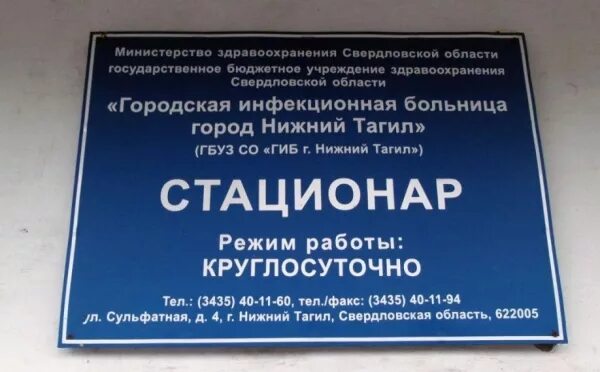 Министерство здравоохранения Свердловской области
государственное бюджетное учреждение здравоохранения
Свердловской области
«Городская инфекционная больница
город Нижний Тагил»
(ГБУЗ СО «ГИБ г. Нижний Тагил»)
СТАЦИОНАР
Режим работы:
КРУГЛОСУТОЧНО
Тел.: (3435) 40-11-60, тел./факс: (3435) 40-11-94
ул. Сульфатная, д. 4, г. Нижний Тагил, Свердловская область, 622005